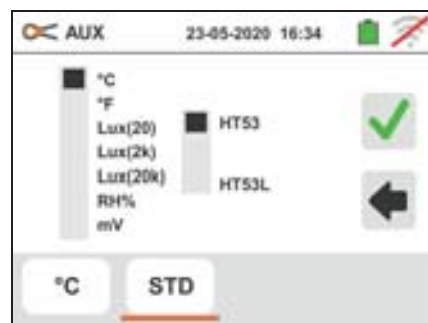 AUX 23-05-2020 16:34
°C
°F
Lux(20)
Lux(2k)
Lux(20k)
RH%
mV
HT53
HT53L
°C STD